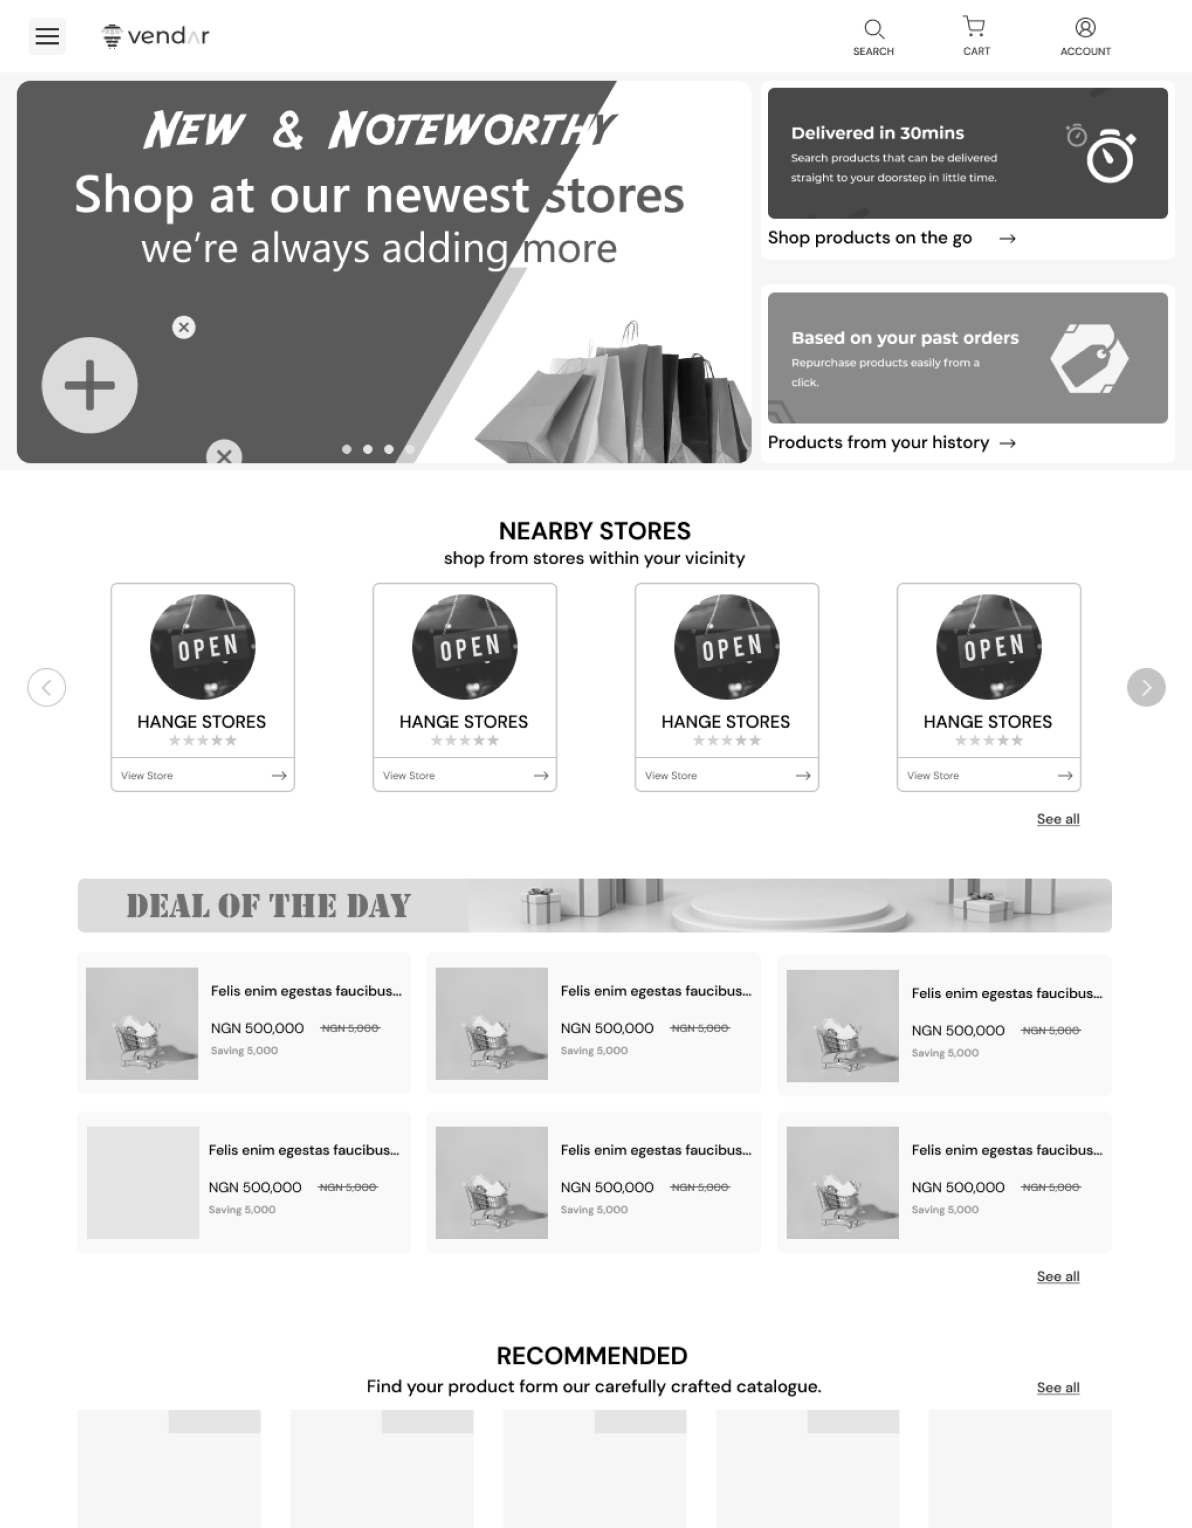 vendar
SEARCH
CART
ACCOUNT
New & Noteworthy
Shop at our newest stores
we're always adding more
Delivered in 30mins
Search products that can be delivered
straight to your doorstep in little time.
Shop products on the go
Based on your past orders
Repurchase products easily from a
click.
Products from your history
NEARBY STORES
shop from stores within your vicinity
OPEN
HANGE STORES
View Store
OPEN
HANGE STORES
View Store
OPEN
HANGE STORES
View Store
OPEN
HANGE STORES
View Store
See all
DEAL OF THE DAY
Felis enim egestas faucibus...
NGN 500,000 NGN 5,000
Saving 5,000
Felis enim egestas faucibus...
NGN 500,000 NGN 5,000
Saving 5,000
Felis enim egestas faucibus...
NGN 500,000 NGN 5,000
Saving 5,000
Felis enim egestas faucibus...
NGN 500,000 NGN 5,000
Saving 5,000
Felis enim egestas faucibus...
NGN 500,000 NGN 5,000
Saving 5,000
Felis enim egestas faucibus...
NGN 500,000 NGN 5,000
Saving 5,000
See all
RECOMMENDED
Find your product form our carefully crafted catalogue.
See all